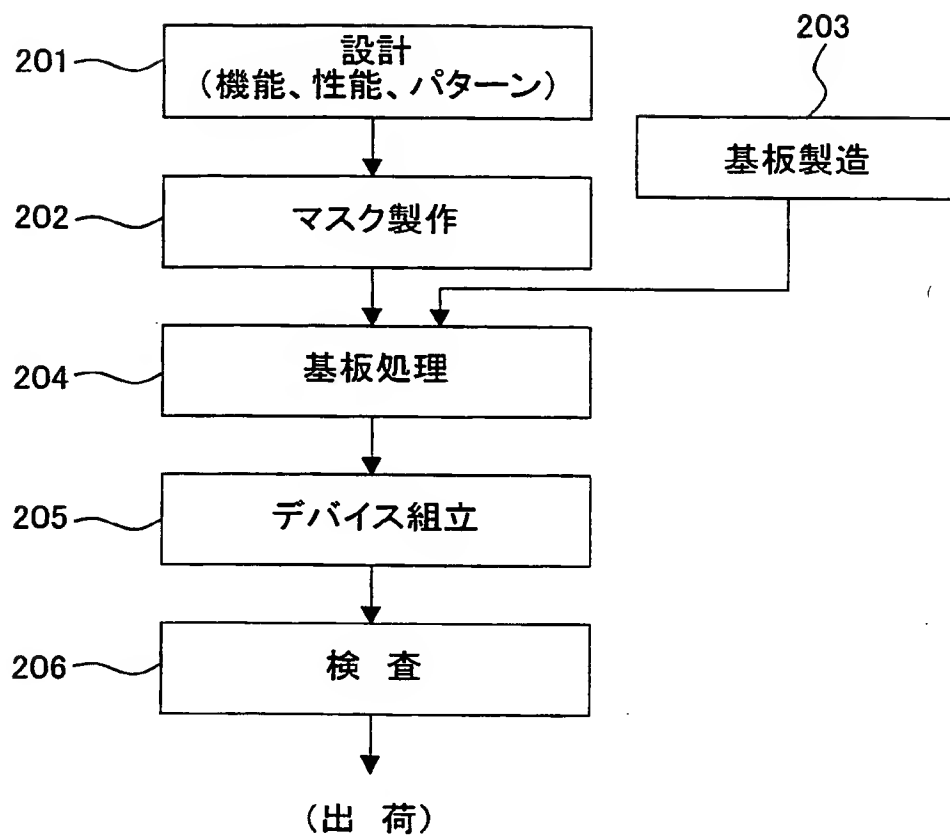 201
設計
(機能、性能、パターン)
203
基板製造
202
マスク製作
204
基板処理
205
デバイス組立
206
検 査
(出 荷)